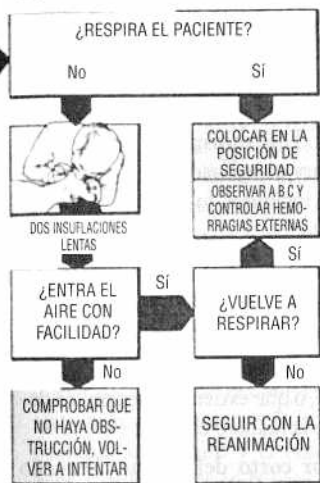 ¿RESPIRA EL PACIENTE?
No
Sí
DOS INSUFLACIONES
LENTAS
COLOCAR EN LA
POSICIÓN DE
SEGURIDAD
OBSERVAR A B C Y
CONTROLAR HEMO-
RRAGIAS EXTERNAS
¿ENTRA EL
AIRE CON
FACILIDAD?
Sí
Sí
¿VUELVE A
RESPIRAR?
No
No
COMPROBAR QUE
NO HAYA OBS-
TRUCCIÓN, VOL-
VER A INTENTAR
SEGUIR CON LA
REANIMACIÓN